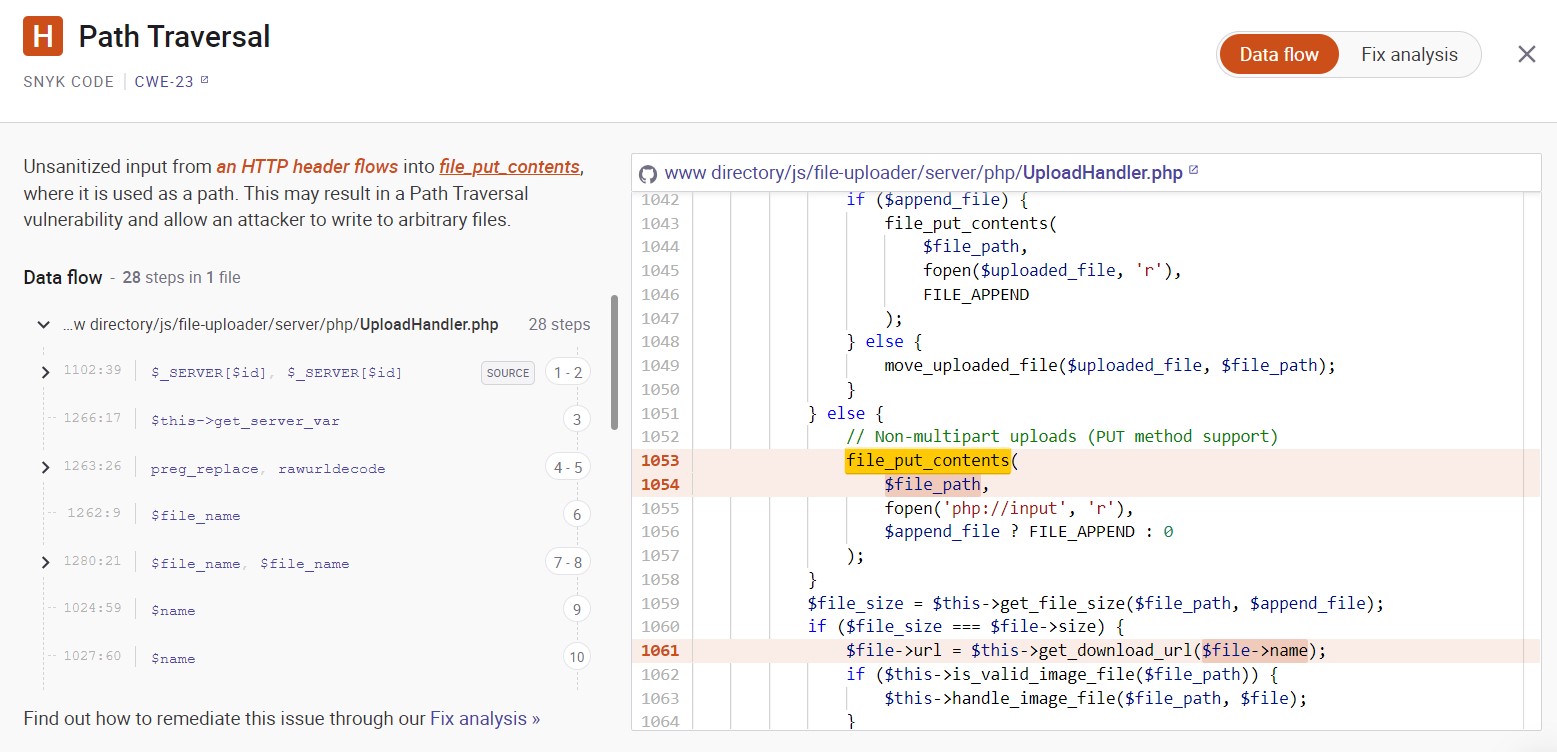 H Path Traversal
SNYK CODE | CWE-23
Data flow Fix analysis
Unsanitized input from an HTTP header flows into file_put_contents,
where it is used as a path. This may result in a Path Traversal
vulnerability and allow an attacker to write to arbitrary files.
Data flow - 28 steps in 1 file
...w directory/js/file-uploader/server/php/UploadHandler.php 28 steps
1102:39 $_SERVER[$id], $_SERVER[$id] SOURCE 1 - 2
1266:17 $this->get_server_var 3
1263:26 preg_replace, rawurldecode 4 - 5
1262:9 $file_name 6
1280:21 $file_name, $file_name 7 - 8
1024:59 $name 9
1027:60 $name 10
Find out how to remediate this issue through our Fix analysis »
www directory/js/file-uploader/server/php/UploadHandler.php
1042 if ($append_file) {
1043 file_put_contents(
1044 $file_path,
1045 fopen($uploaded_file, 'r'),
1046 FILE_APPEND
1047 );
1048 } else {
1049 move_uploaded_file($uploaded_file, $file_path);
1050 }
1051 } else {
1052 // Non-multipart uploads (PUT method support)
1053 file_put_contents(
1054 $file_path,
1055 fopen('php://input', 'r'),
1056 $append_file ? FILE_APPEND : 0
1057 );
1058 }
1059 $file_size = $this->get_file_size($file_path, $append_file);
1060 if ($file_size === $file->size) {
1061 $file->url = $this->get_download_url($file->name);
1062 if ($this->is_valid_image_file($file_path)) {
1063 $this->handle_image_file($file_path, $file);
1064 }